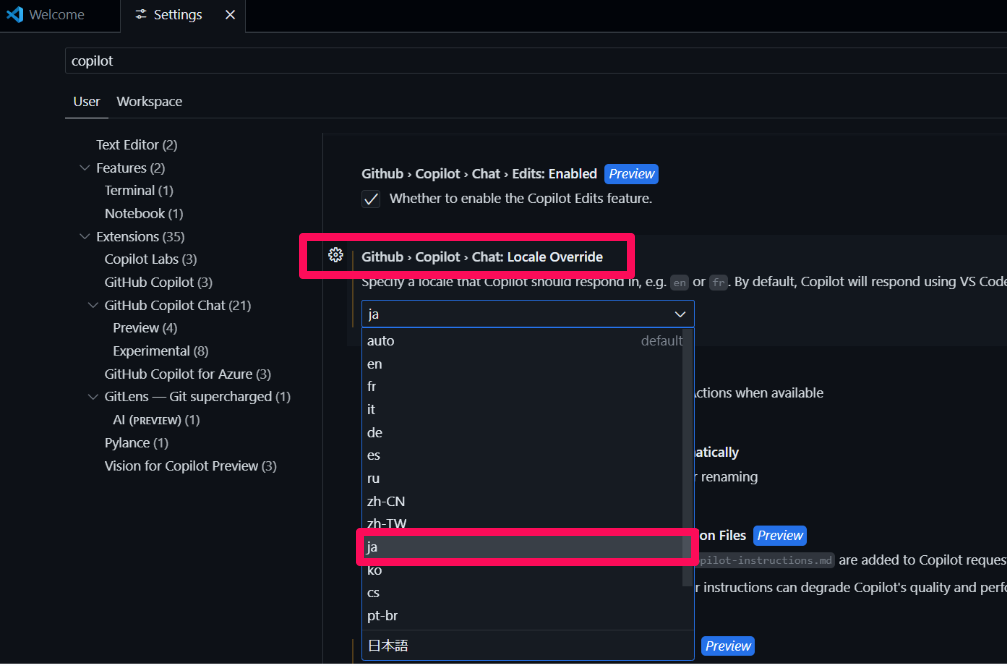 Welcome
Settings
copilot
User Workspace
Text Editor (2)
Features (2)
Terminal (1)
Notebook (1)
Extensions (35)
Copilot Labs (3)
GitHub Copilot (3)
GitHub Copilot Chat (21)
Preview (4)
Experimental (8)
GitHub Copilot for Azure (3)
GitLens — Git supercharged (1)
AI (PREVIEW) (1)
Pylance (1)
Vision for Copilot Preview (3)
Github › Copilot › Chat › Edits: Enabled Preview
Whether to enable the Copilot Edits feature.
Github › Copilot › Chat: Locale Override
Specify a locale that Copilot should respond in, e.g. en or fr. By default, Copilot will respond using VS Code
ja
auto default
en
fr
it
de
es
ru
zh-CN
zh-TW
ja
ko
cs
pt-br
日本語
Actions when available
atically
r renaming
on Files Preview
pilot-instructions.md are added to Copilot reques
r instructions can degrade Copilot's quality and perf
Preview